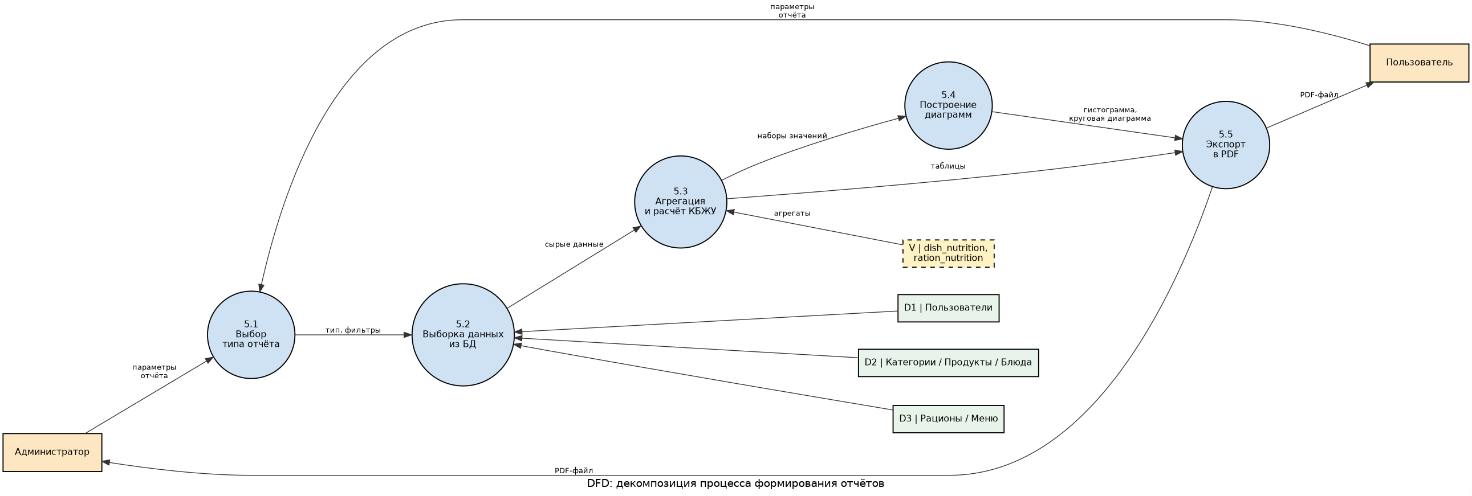 параметры
отчёта
Пользователь
5.4
Построение
диаграмм
PDF-файл
гистограмма,
круговая диаграмма
5.5
Экспорт
в PDF
наборы значений
таблицы
5.3
Агрегация
и расчёт КБЖУ
агрегаты
сырые данные
V | dish_nutrition,
ration_nutrition
D1 | Пользователи
5.1
Выбор
типа отчёта
тип, фильтры
5.2
Выборка данных
из БД
D2 | Категории / Продукты / Блюда
параметры
отчёта
D3 | Рационы / Меню
Администратор
PDF-файл
DFD: декомпозиция процесса формирования отчётов